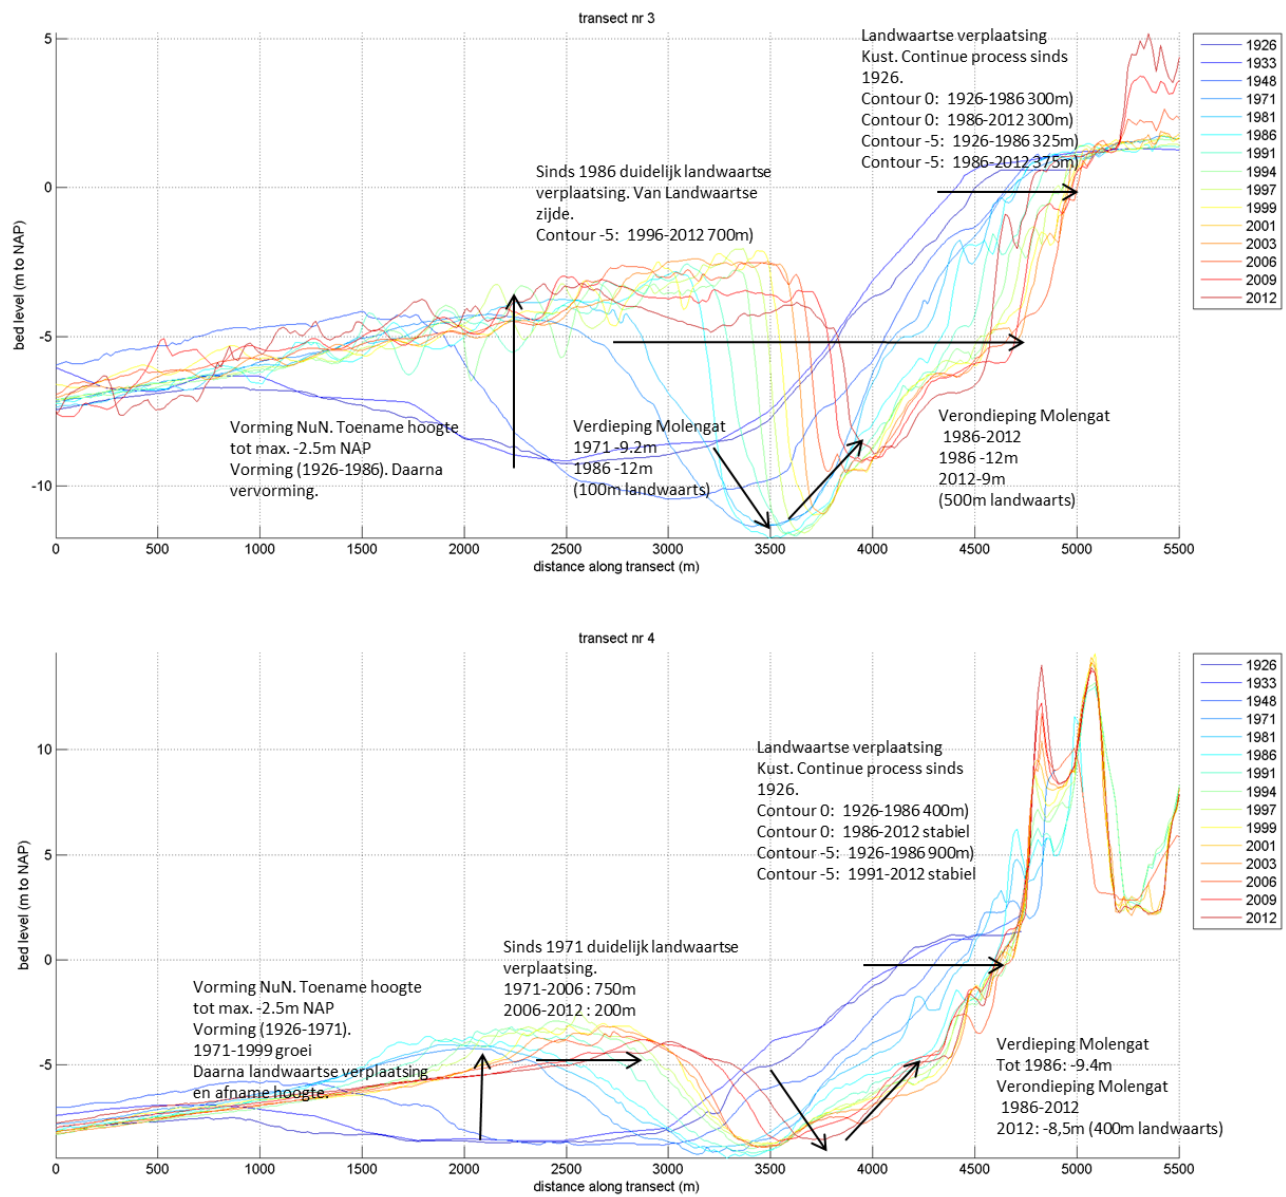 transect nr 3
Landwaartse verplaatsing
Kust. Continue process sinds
1926.
Contour 0:  1926-1986 300m)
Contour 0:  1986-2012 300m)
Contour -5:  1926-1986 325m)
Contour -5:  1986-2012 375m)
Sinds 1986 duidelijk landwaartse
verplaatsing. Van Landwaartse
zijde.
Contour -5:  1996-2012 700m)
Vorming NuN. Toename hoogte
tot max. -2.5m NAP
Vorming (1926-1986). Daarna
vervorming.
Verdieping Molengat
1971 -9.2m
1986 -12m
(100m landwaarts)
Verondieping Molengat
1986-2012
1986 -12m
2012-9m
(500m landwaarts)
5
0
-5
-10
bed level (m to NAP)
0 500 1000 1500 2000 2500 3000 3500 4000 4500 5000 5500
distance along transect (m)
1926
1933
1948
1971
1981
1986
1991
1994
1997
1999
2001
2003
2006
2009
2012
transect nr 4
Landwaartse verplaatsing
Kust. Continue process sinds
1926.
Contour 0:  1926-1986 400m)
Contour 0:  1986-2012 stabiel
Contour -5:  1926-1986 900m)
Contour -5:  1991-2012 stabiel
Sinds 1971 duidelijk landwaartse
verplaatsing.
1971-2006 : 750m
2006-2012 : 200m
Vorming NuN. Toename hoogte
tot max. -2.5m NAP
Vorming (1926-1971).
1971-1999 groei
Daarna landwaartse verplaatsing
en afname hoogte.
Verdieping Molengat
Tot 1986: -9.4m
Verondieping Molengat
1986-2012
2012: -8,5m (400m landwaarts)
10
5
0
-5
bed level (m to NAP)
0 500 1000 1500 2000 2500 3000 3500 4000 4500 5000 5500
distance along transect (m)
1926
1933
1948
1971
1981
1986
1991
1994
1997
1999
2001
2003
2006
2009
2012